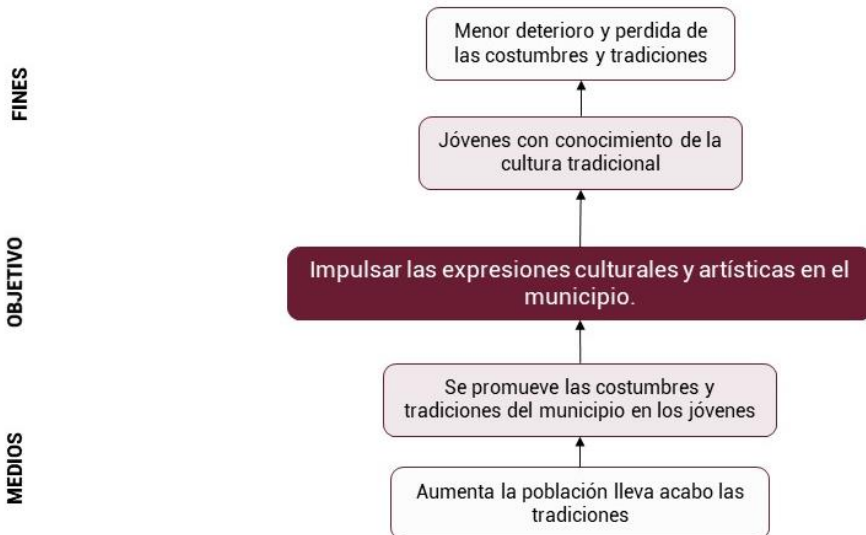 FINES
Menor deterioro y perdida de
las costumbres y tradiciones
Jóvenes con conocimiento de la
cultura tradicional
OBJETIVO
Impulsar las expresiones culturales y artísticas en el
municipio.
MEDIOS
Se promueve las costumbres y
tradiciones del municipio en los jóvenes
Aumenta la población lleva acabo las
tradiciones